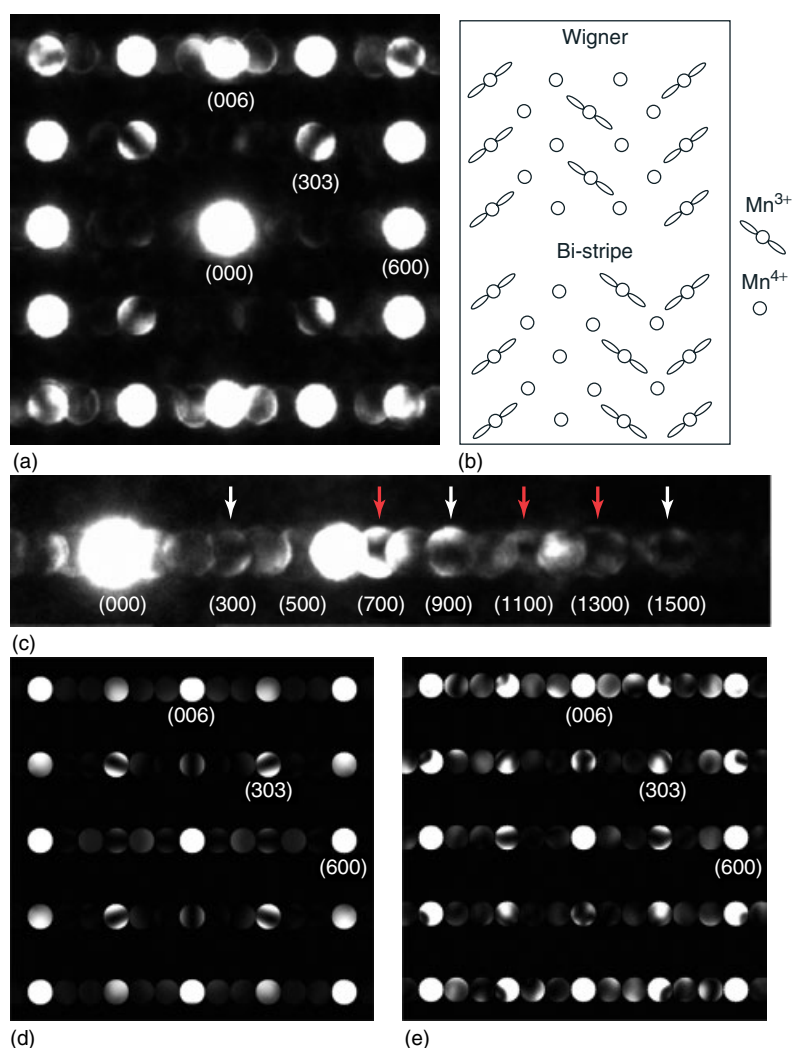 (006)
(303)
(000)
(600)
(a)
Wigner
Bi-stripe
Mn³⁺
Mn⁴⁺
(b)
(000)
(300)
(500)
(700)
(900)
(1100)
(1300)
(1500)
(c)
(006)
(303)
(600)
(d)
(006)
(303)
(600)
(e)